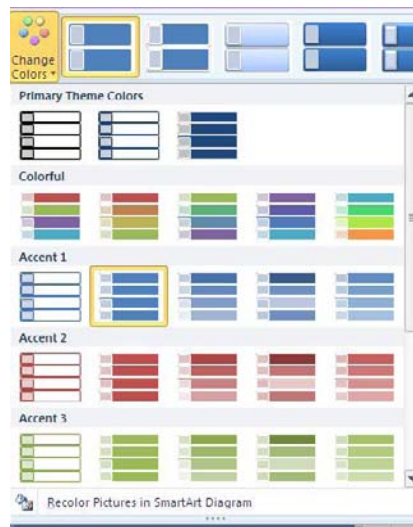 Change
Colors
Primary Theme Colors
Colorful
Accent 1
Accent 2
Accent 3
Recolor Pictures in SmartArt Diagram